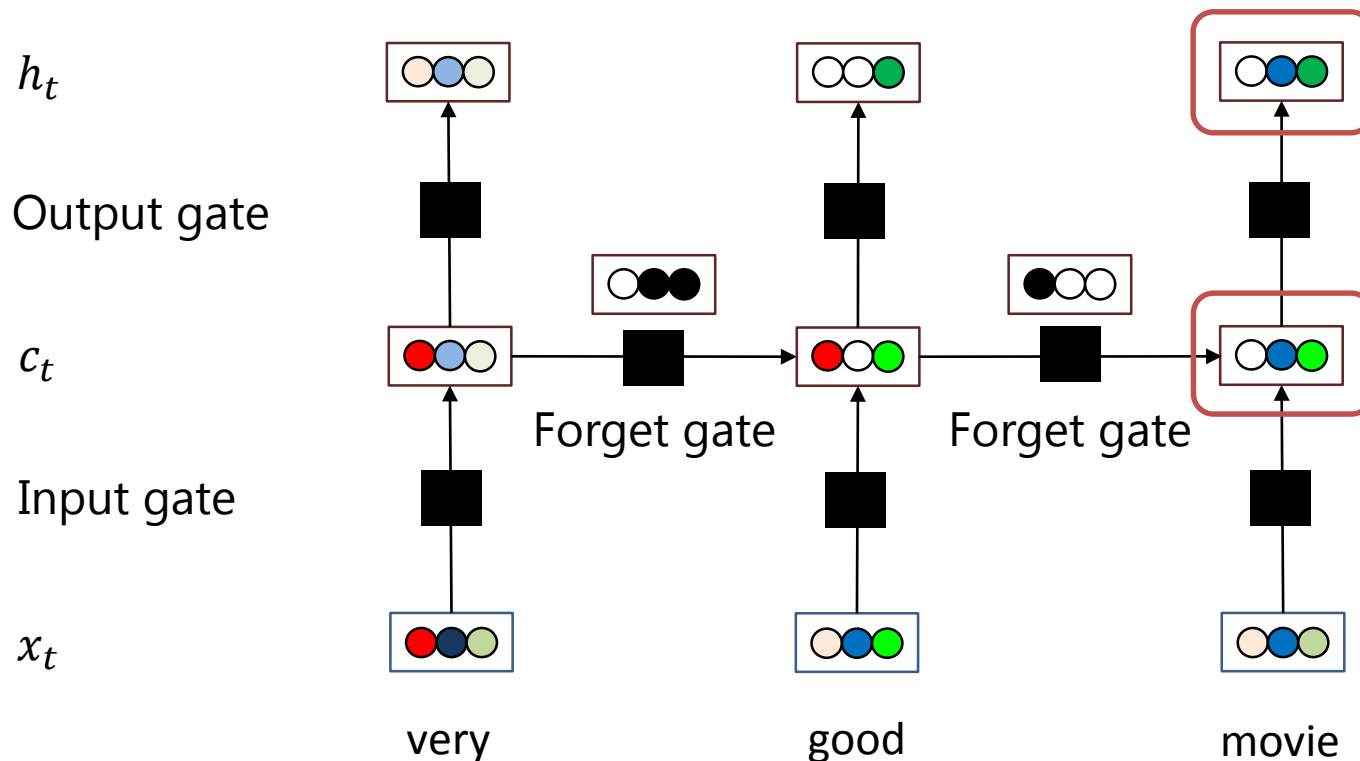 h_t
Output gate
c_t
Forget gate Forget gate
Input gate
x_t
very good movie